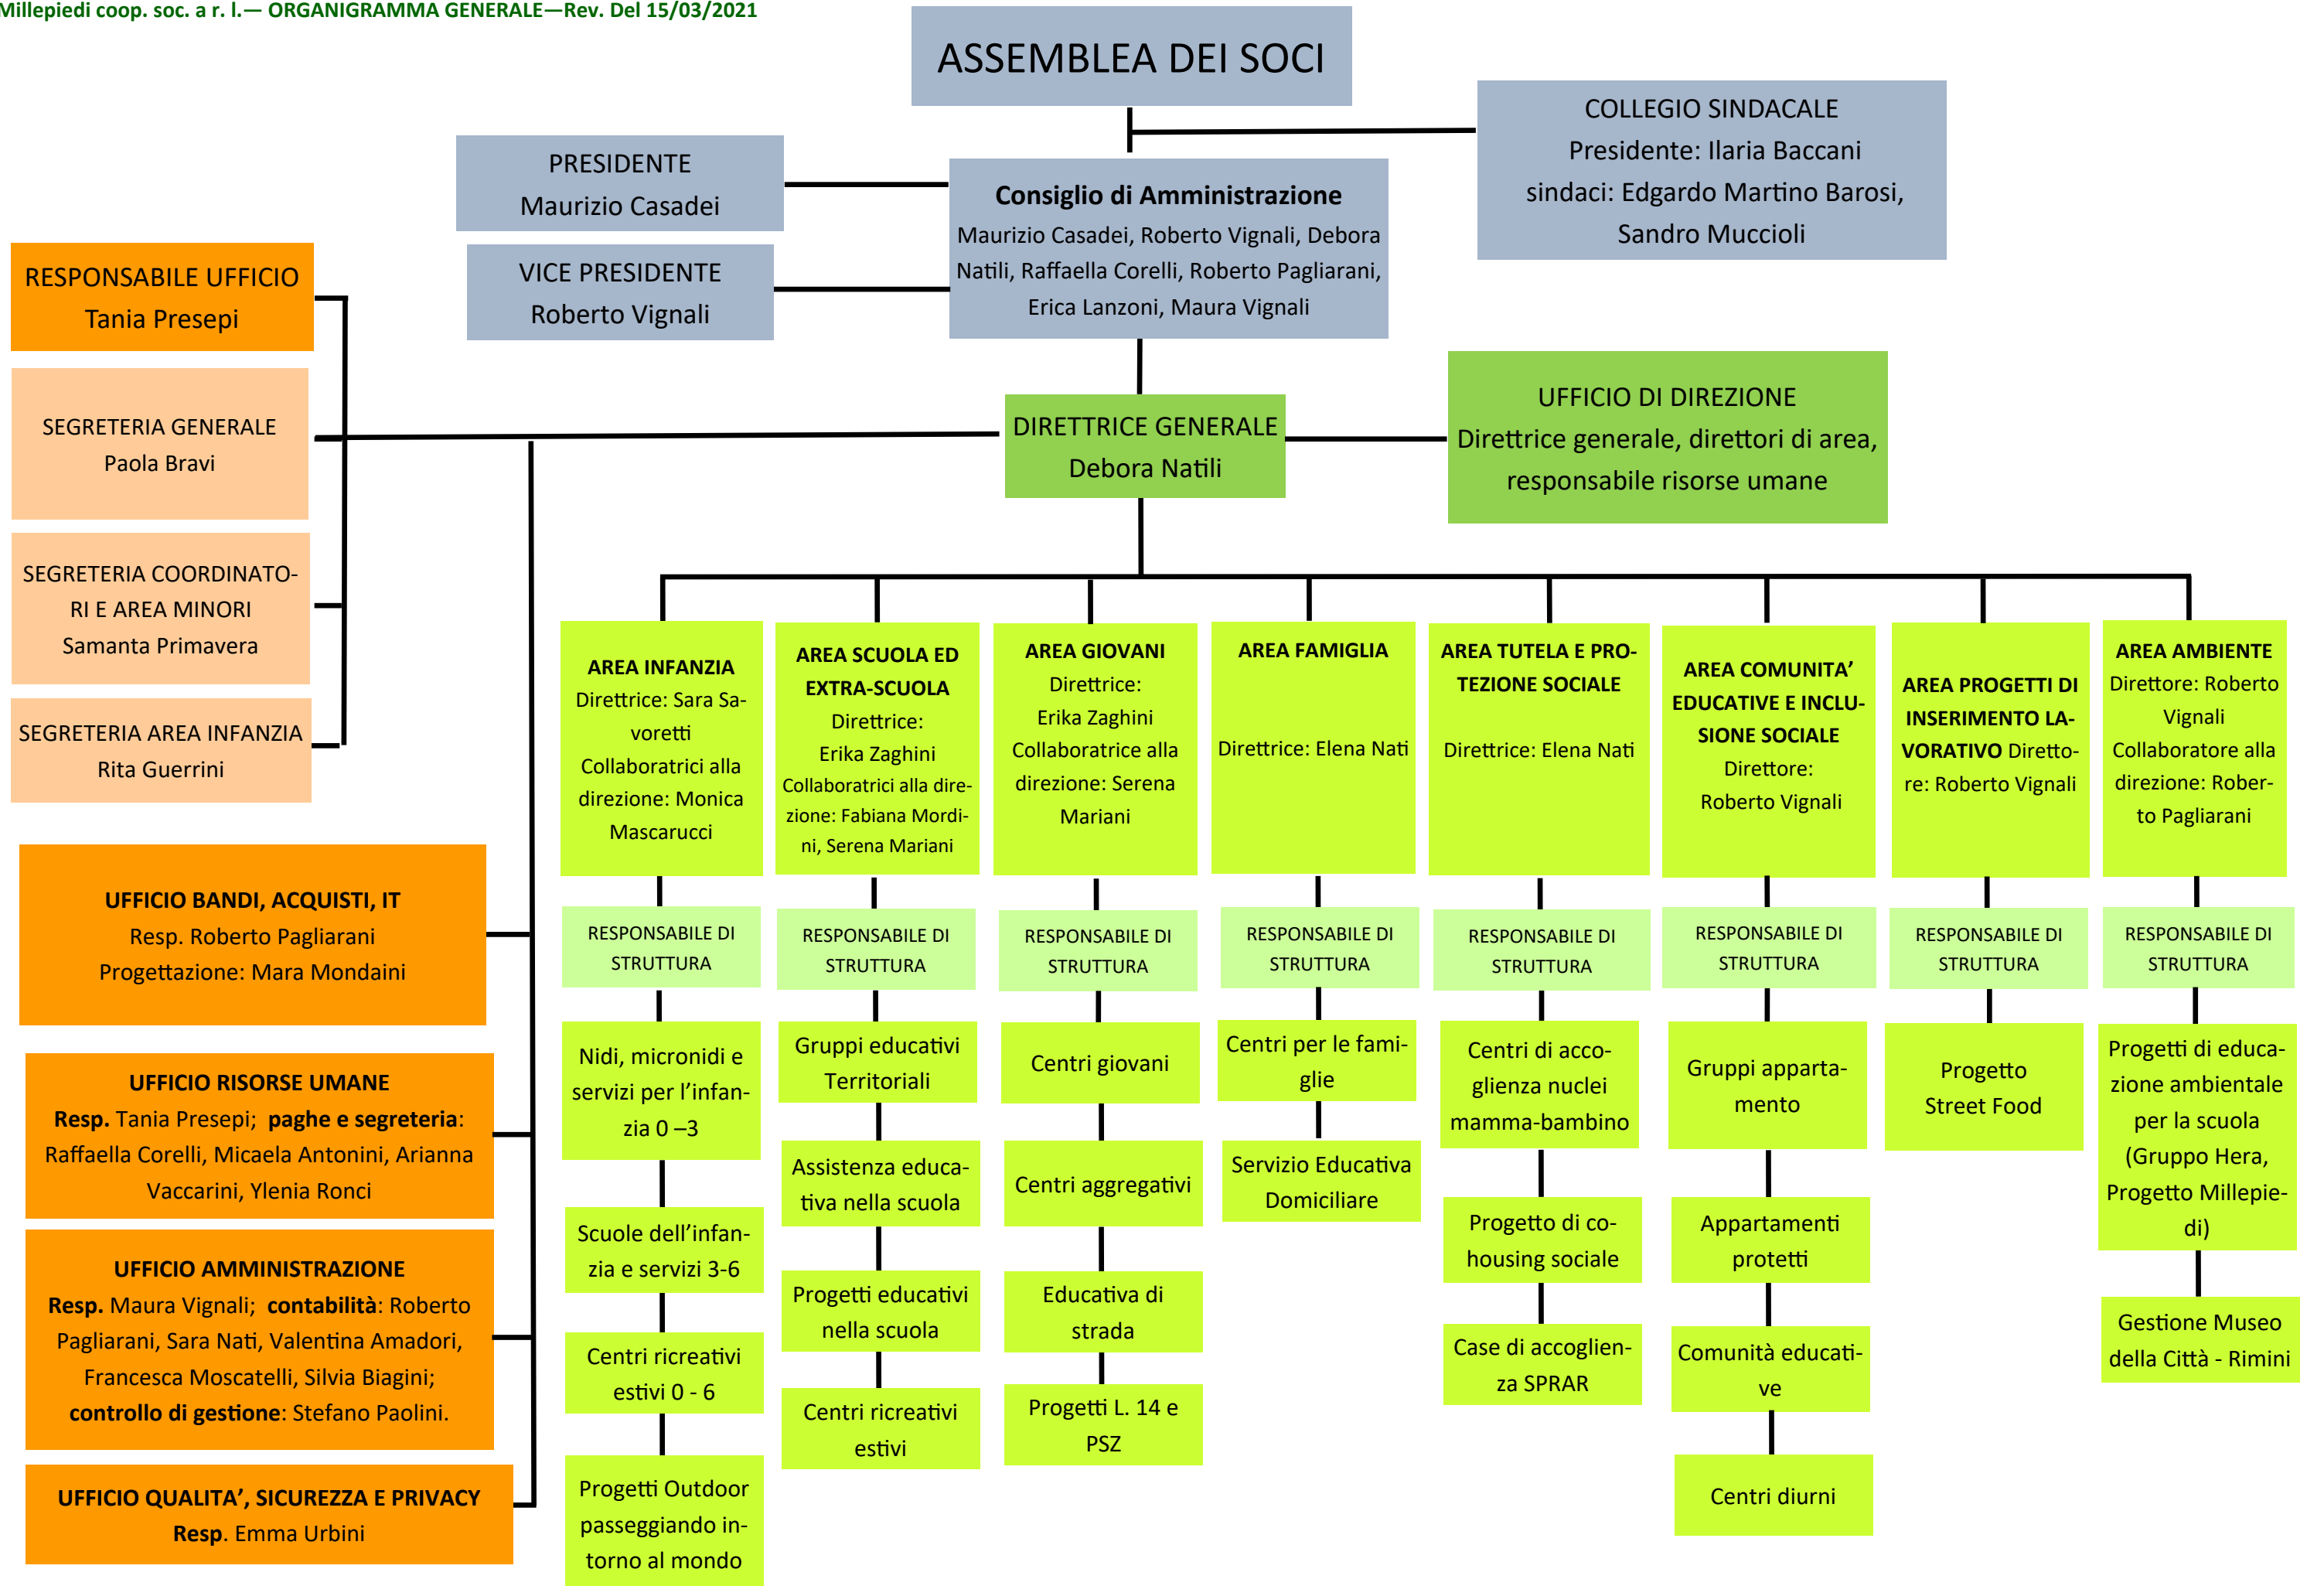 Millepiedi coop. soc. a r. l.— ORGANIGRAMMA GENERALE—Rev. Del 15/03/2021
ASSEMBLEA DEI SOCI
COLLEGIO SINDACALE
Presidente: Ilaria Baccani
sindaci: Edgardo Martino Barosi,
Sandro Muccioli
PRESIDENTE
Maurizio Casadei
VICE PRESIDENTE
Roberto Vignali
Consiglio di Amministrazione
Maurizio Casadei, Roberto Vignali, Debora
Natili, Raffaella Corelli, Roberto Pagliarani,
Erica Lanzoni, Maura Vignali
DIRETTRICE GENERALE
Debora Natili
UFFICIO DI DIREZIONE
Direttrice generale, direttori di area,
responsabile risorse umane
RESPONSABILE UFFICIO
Tania Presepi
SEGRETERIA GENERALE
Paola Bravi
SEGRETERIA COORDINATO-
RI E AREA MINORI
Samanta Primavera
SEGRETERIA AREA INFANZIA
Rita Guerrini
UFFICIO BANDI, ACQUISTI, IT
Resp. Roberto Pagliarani
Progettazione: Mara Mondaini
UFFICIO RISORSE UMANE
Resp. Tania Presepi; paghe e segreteria:
Raffaella Corelli, Micaela Antonini, Arianna
Vaccarini, Ylenia Ronci
UFFICIO AMMINISTRAZIONE
Resp. Maura Vignali; contabilità: Roberto
Pagliarani, Sara Nati, Valentina Amadori,
Francesca Moscatelli, Silvia Biagini;
controllo di gestione: Stefano Paolini.
UFFICIO QUALITA’, SICUREZZA E PRIVACY
Resp. Emma Urbini
AREA INFANZIA
Direttrice: Sara Sa-
voretti
Collaboratrici alla
direzione: Monica
Mascarucci
RESPONSABILE DI
STRUTTURA
Nidi, micronidi e
servizi per l’infan-
zia 0 –3
Scuole dell’infan-
zia e servizi 3-6
Centri ricreativi
estivi 0 - 6
Progetti Outdoor
passeggiando in-
torno al mondo
AREA SCUOLA ED
EXTRA-SCUOLA
Direttrice:
Erika Zaghini
Collaboratrici alla dire-
zione: Fabiana Mordi-
ni, Serena Mariani
RESPONSABILE DI
STRUTTURA
Gruppi educativi
Territoriali
Assistenza educa-
tiva nella scuola
Progetti educativi
nella scuola
Centri ricreativi
estivi
AREA GIOVANI
Direttrice:
Erika Zaghini
Collaboratrice alla
direzione: Serena
Mariani
RESPONSABILE DI
STRUTTURA
Centri giovani
Centri aggregativi
Educativa di
strada
Progetti L. 14 e
PSZ
AREA FAMIGLIA
Direttrice: Elena Nati
RESPONSABILE DI
STRUTTURA
Centri per le fami-
glie
Servizio Educativa
Domiciliare
AREA TUTELA E PRO-
TEZIONE SOCIALE
Direttrice: Elena Nati
RESPONSABILE DI
STRUTTURA
Centri di acco-
glienza nuclei
mamma-bambino
Progetto di co-
housing sociale
Case di accoglien-
za SPRAR
AREA COMUNITA’
EDUCATIVE E INCLU-
SIONE SOCIALE
Direttore:
Roberto Vignali
RESPONSABILE DI
STRUTTURA
Gruppi apparta-
mento
Appartamenti
protetti
Comunità educati-
ve
Centri diurni
AREA PROGETTI DI
INSERIMENTO LA-
VORATIVO Diretto-
re: Roberto Vignali
RESPONSABILE DI
STRUTTURA
Progetto
Street Food
AREA AMBIENTE
Direttore: Roberto
Vignali
Collaboratore alla
direzione: Rober-
to Pagliarani
RESPONSABILE DI
STRUTTURA
Progetti di educa-
zione ambientale
per la scuola
(Gruppo Hera,
Progetto Millepie-
di)
Gestione Museo
della Città - Rimini